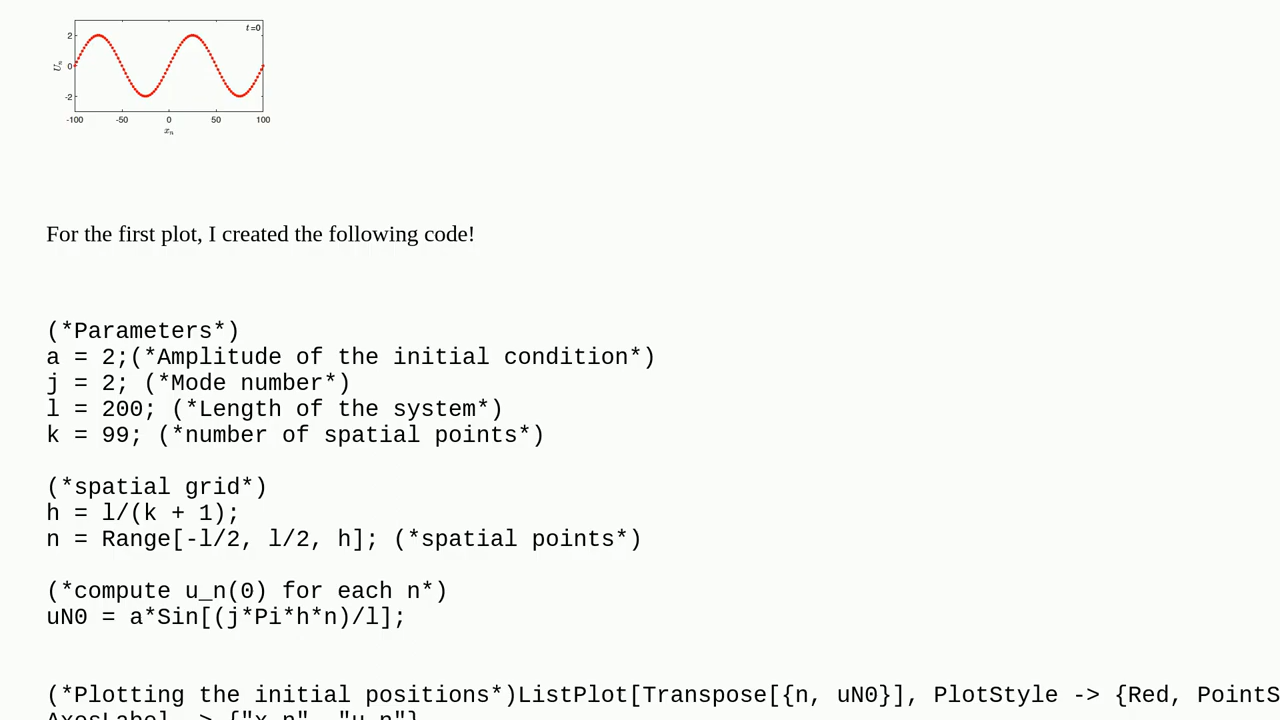 t=0
2
0
-2
U_n
-100 -50 0 50 100
x_n
For the first plot, I created the following code!
(*Parameters*)
a = 2;(*Amplitude of the initial condition*)
j = 2; (*Mode number*)
l = 200; (*Length of the system*)
k = 99; (*number of spatial points*)
(*spatial grid*)
h = l/(k + 1);
n = Range[-l/2, l/2, h]; (*spatial points*)
(*compute u_n(0) for each n*)
uN0 = a*Sin[(j*Pi*h*n)/l];
(*Plotting the initial positions*)ListPlot[Transpose[{n, uN0}], PlotStyle -> {Red, PointS
AxesLabel -> {"x_n", "u_n"}